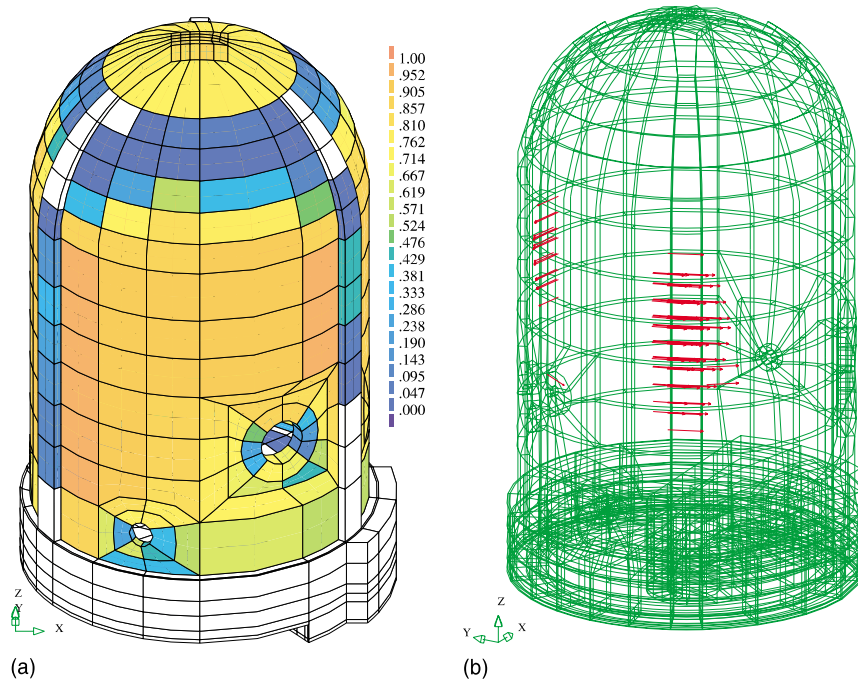 1.00
.952
.905
.857
.810
.762
.714
.667
.619
.571
.524
.476
.429
.381
.333
.286
.238
.190
.143
.095
.047
.000
Z
Y
X
Z
Y
X
(a)
(b)